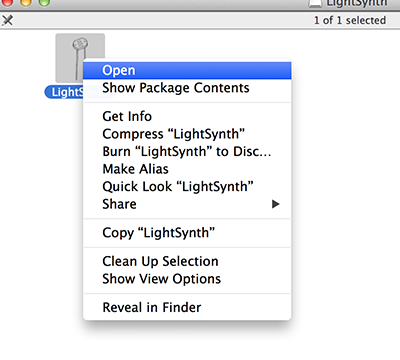 LightSynth
1 of 1 selected
LightS
Open
Show Package Contents
Get Info
Compress “LightSynth”
Burn “LightSynth” to Disc...
Make Alias
Quick Look “LightSynth”
Share
Copy “LightSynth”
Clean Up Selection
Show View Options
Reveal in Finder